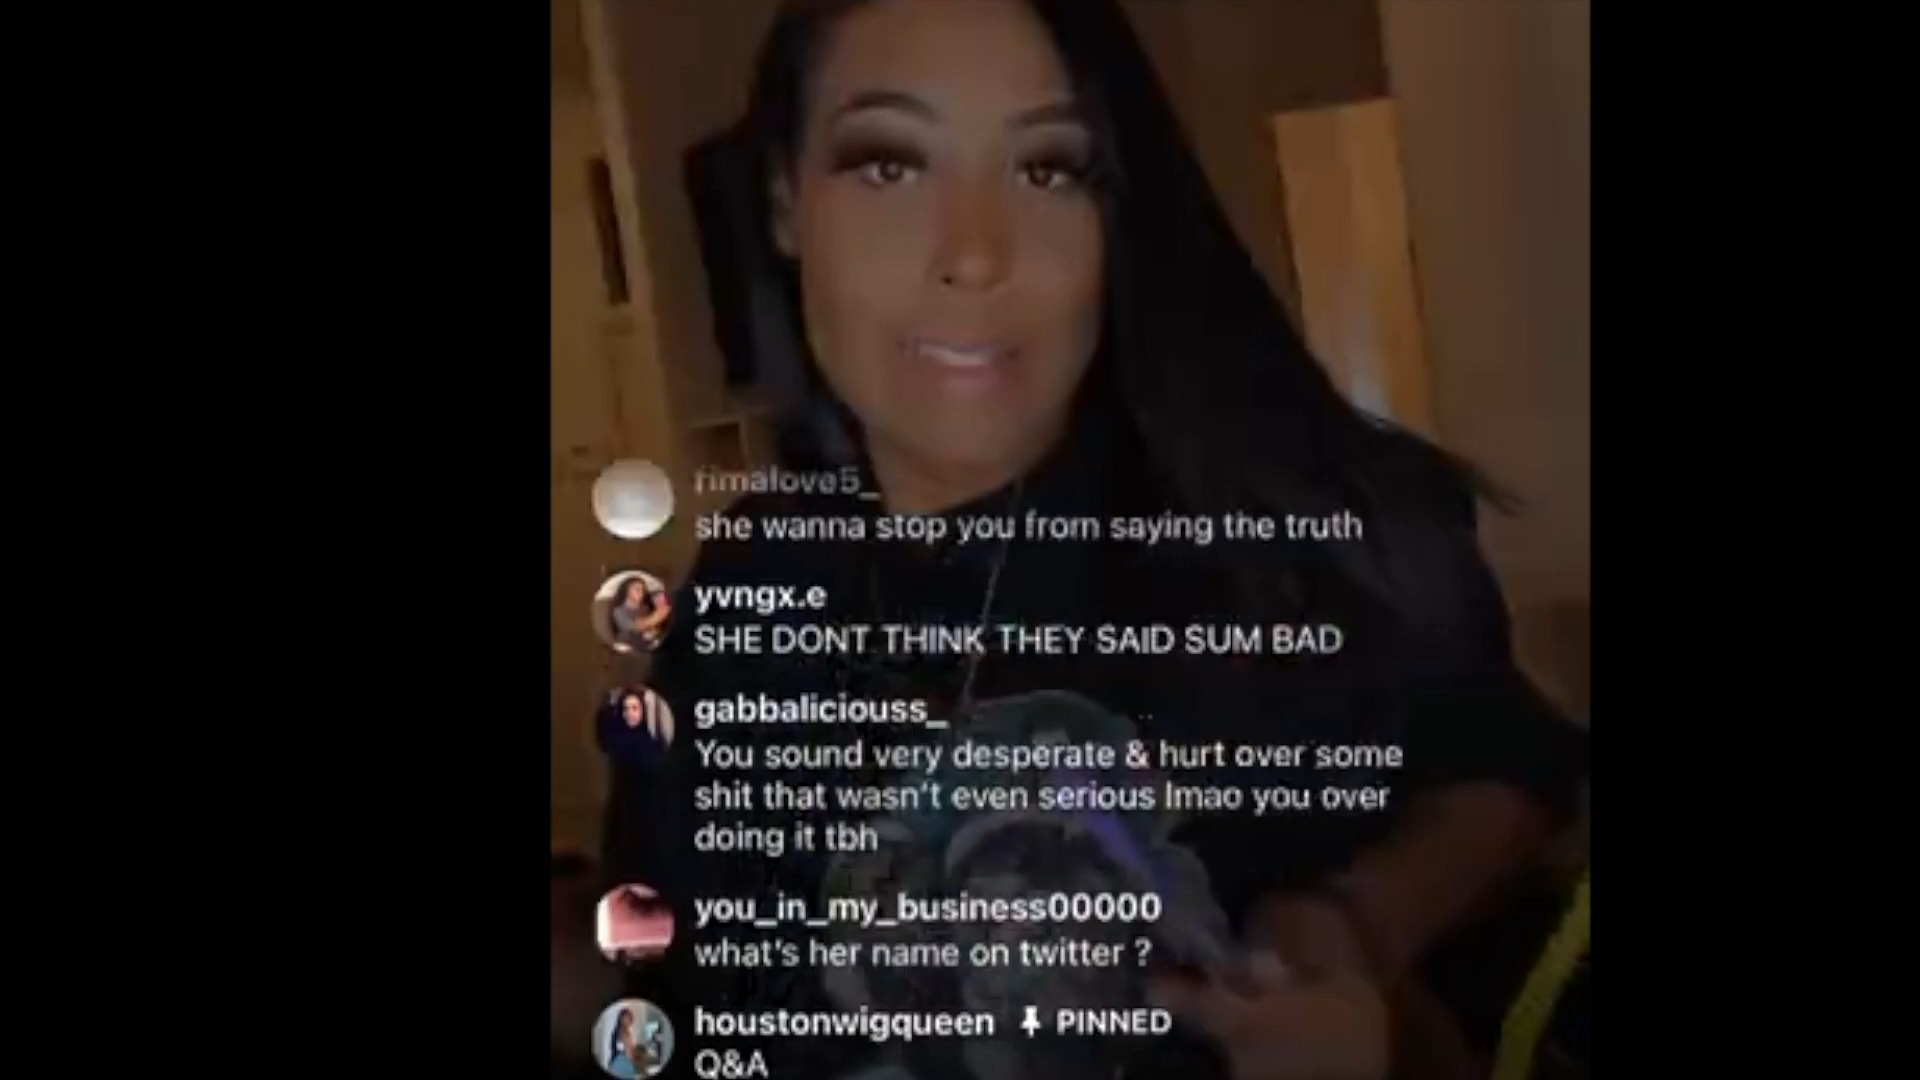 rimalove5_
she wanna stop you from saying the truth
yvngx.e
SHE DONT THINK THEY SAID SUM BAD
gabbaliciouss_
You sound very desperate & hurt over some
shit that wasn't even serious lmao you over
doing it tbh
you_in_my_business00000
what's her name on twitter ?
houstonwigqueen PINNED
Q&A